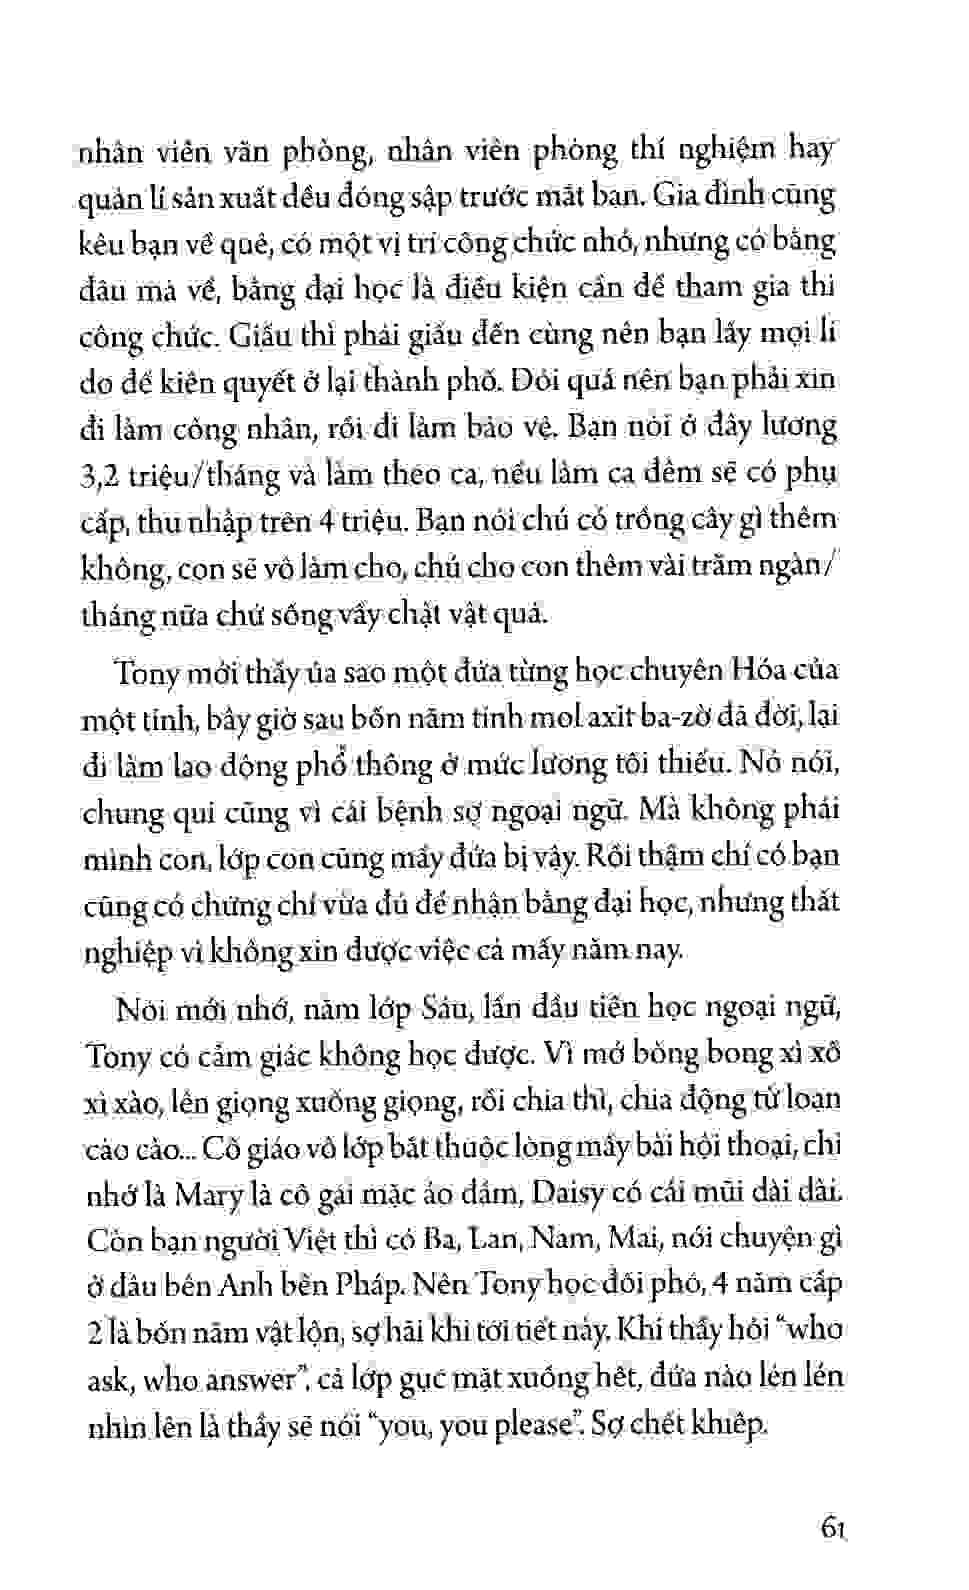 nhân viên văn phòng, nhân viên phòng thí nghiệm hay
quản lí sản xuất đều đóng sập trước mắt bạn. Gia đình cũng
kêu bạn về quê, có một vị trí công chức nhỏ, nhưng có bằng
đâu mà về, bằng đại học là điều kiện cần để tham gia thi
công chức. Giấu thì phải giấu đến cùng nên bạn lấy mọi lí
do để kiên quyết ở lại thành phố. Đói quá nên bạn phải xin
đi làm công nhân, rồi đi làm bảo vệ. Bạn nói ở đây lương
3,2 triệu/tháng và làm theo ca, nếu làm ca đêm sẽ có phụ
cấp, thu nhập trên 4 triệu. Bạn nói chú có trồng cây gì thêm
không, con sẽ vô làm cho, chú cho con thêm vài trăm ngàn/
tháng nữa chứ sống vầy chật vật quá.
Tony mới thấy ủa sao một đứa từng học chuyên Hóa của
một tỉnh, bây giờ sau bốn năm tính mol axit ba-zờ đã đời, lại
đi làm lao động phổ thông ở mức lương tối thiểu. Nó nói,
chung qui cũng vì cái bệnh sợ ngoại ngữ. Mà không phải
mình con, lớp con cũng mấy đứa bị vậy. Rồi thậm chí có bạn
cũng có chứng chỉ vừa đủ để nhận bằng đại học, nhưng thất
nghiệp vì không xin được việc cả mấy năm nay.
Nói mới nhớ, năm lớp Sáu, lần đầu tiên học ngoại ngữ,
Tony có cảm giác không học được. Vì mớ bòng bong xì xồ
xì xào, lên giọng xuống giọng, rồi chia thì, chia động từ loạn
cào cào... Cô giáo vô lớp bắt thuộc lòng mấy bài hội thoại, chỉ
nhớ là Mary là cô gái mặc áo đầm, Daisy có cái mũi dài dài.
Còn bạn người Việt thì có Ba, Lan, Nam, Mai, nói chuyện gì
ở đâu bên Anh bên Pháp. Nên Tony học đối phó, 4 năm cấp
2 là bốn năm vật lộn, sợ hãi khi tới tiết này. Khi thầy hỏi “who
ask, who answer”, cả lớp gục mặt xuống hết, đứa nào lén lén
nhìn lên là thầy sẽ nói “you, you please”. Sợ chết khiếp.
61